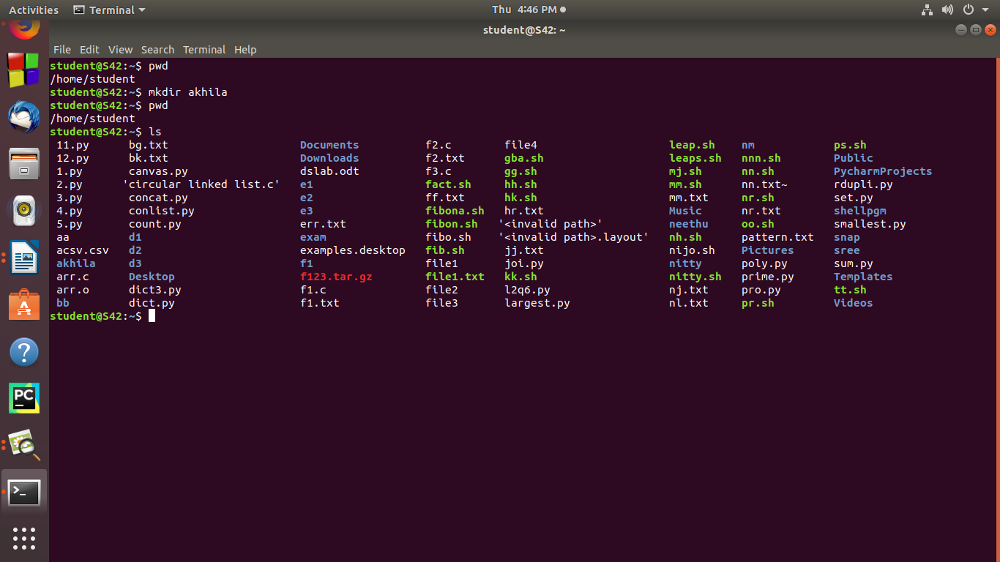 Activities Terminal Thu 4:46 PM
student@S42: ~
File Edit View Search Terminal Help
student@S42:~$ pwd
/home/student
student@S42:~$ mkdir akhila
student@S42:~$ pwd
/home/student
student@S42:~$ ls
11.py bg.txt Documents f2.c file4 leap.sh nm ps.sh
12.py bk.txt Downloads f2.txt gba.sh leaps.sh nnn.sh Public
1.py canvas.py dslab.odt f3.c gg.sh mj.sh nn.sh PycharmProjects
2.py 'circular linked list.c' e1 fact.sh hh.sh mm.sh nn.txt~ rdupli.py
3.py concat.py e2 ff.txt hk.sh mm.txt nr.sh set.py
4.py conlist.py e3 fibona.sh hr.txt Music nr.txt shellpgm
5.py count.py err.txt fibon.sh '<invalid path>' neethu oo.sh smallest.py
aa d1 exam fibo.sh '<invalid path>.layout' nh.sh pattern.txt snap
acsv.csv d2 examples.desktop fib.sh jj.txt nijo.sh Pictures sree
akhila d3 f1 file1 joi.py nitty poly.py sum.py
arr.c Desktop f123.tar.gz file1.txt kk.sh nitty.sh prime.py Templates
arr.o dict3.py f1.c file2 l2q6.py nj.txt pro.py tt.sh
bb dict.py f1.txt file3 largest.py nl.txt pr.sh Videos
student@S42:~$
PC